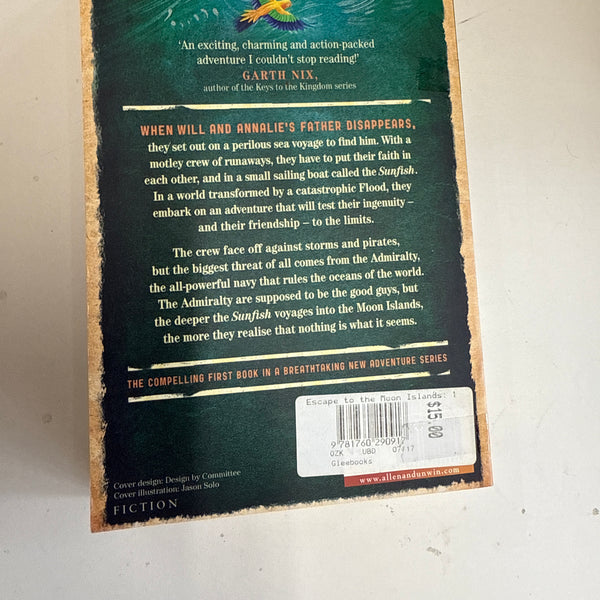 'An exciting, charming and action-packed
adventure I couldn't stop reading!'
GARTH NIX,
author of the Keys to the Kingdom series
WHEN WILL AND ANNALIE'S FATHER DISAPPEARS,
they set out on a perilous sea voyage to find him. With a
motley crew of runaways, they have to put their faith in
each other, and in a small sailing boat called the Sunfish.
In a world transformed by a catastrophic Flood, they
embark on an adventure that will test their ingenuity –
and their friendship – to the limits.
The crew face off against storms and pirates,
but the biggest threat of all comes from the Admiralty,
the all-powerful navy that rules the oceans of the world.
The Admiralty are supposed to be the good guys, but
the deeper the Sunfish voyages into the Moon Islands,
the more they realise that nothing is what it seems.
THE COMPELLING FIRST BOOK IN A BREATHTAKING NEW ADVENTURE SERIES
Escape to the Moon Islands: 1
$15.00
9 781760 290917
QZK UBD 07/17
Gleebooks
www.allenandunwin.com
Cover design: Design by Committee
Cover illustration: Jason Solo
FICTION